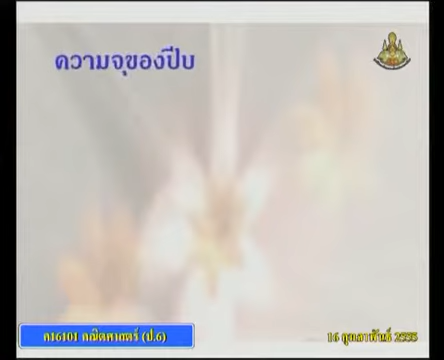 ความจุของปี๊บ
ค16101 คณิตศาสตร์ (ป.6)
16 กุมภาพันธ์ 2555